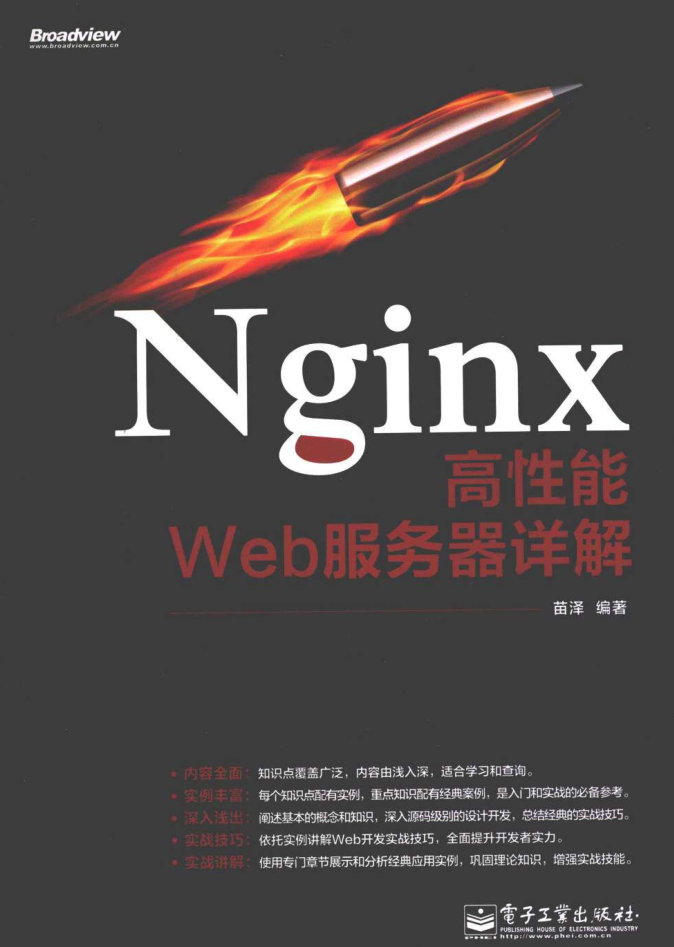 Broadview
www.broadview.com.cn
Nginx
高性能
Web服务器详解
苗泽 编著
• 内容全面：知识点覆盖广泛，内容由浅入深，适合学习和查询。
• 实例丰富：每个知识点配有实例，重点知识配有经典案例，是入门和实战的必备参考。
• 深入浅出：阐述基本的概念和知识，深入源码级别的设计开发，总结经典的实战技巧。
• 实战技巧：依托实例讲解Web开发实战技巧，全面提升开发者实力。
• 实战讲解：使用专门章节展示和分析经典应用实例，巩固理论知识，增强实战技能。
電子工業出版社·
PUBLISHING HOUSE OF ELECTRONICS INDUSTRY
http://www.phei.com.cn